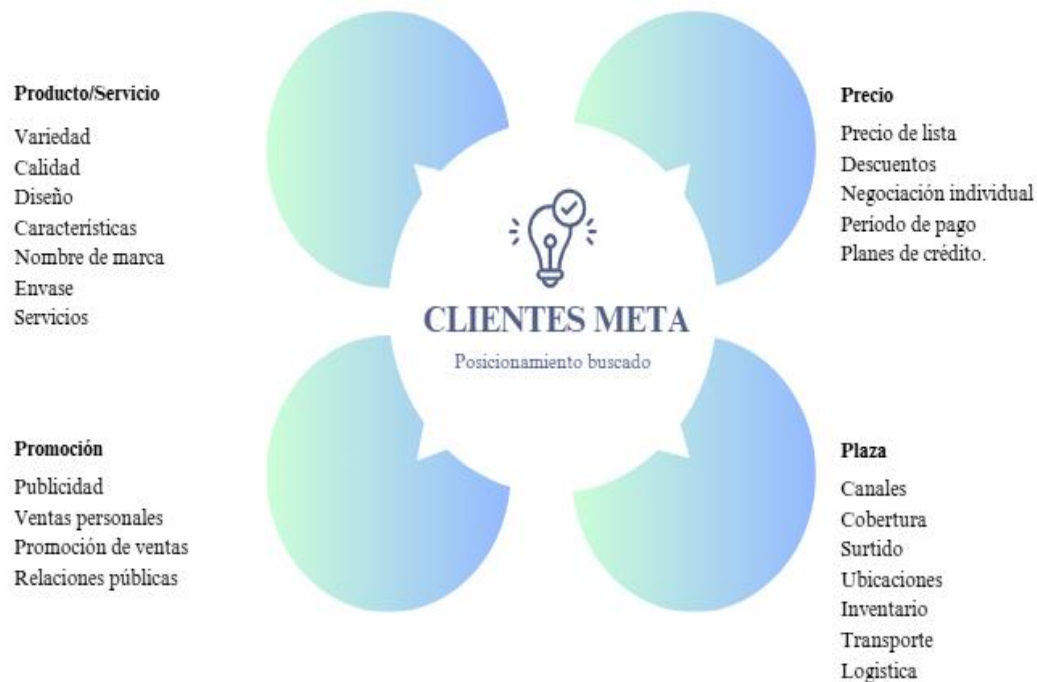 Producto/Servicio
Variedad
Calidad
Diseño
Características
Nombre de marca
Envase
Servicios
Precio
Precio de lista
Descuentos
Negociación individual
Período de pago
Planes de crédito.
CLIENTES META
Posicionamiento buscado
Promoción
Publicidad
Ventas personales
Promoción de ventas
Relaciones públicas
Plaza
Canales
Cobertura
Surtido
Ubicaciones
Inventario
Transporte
Logistica